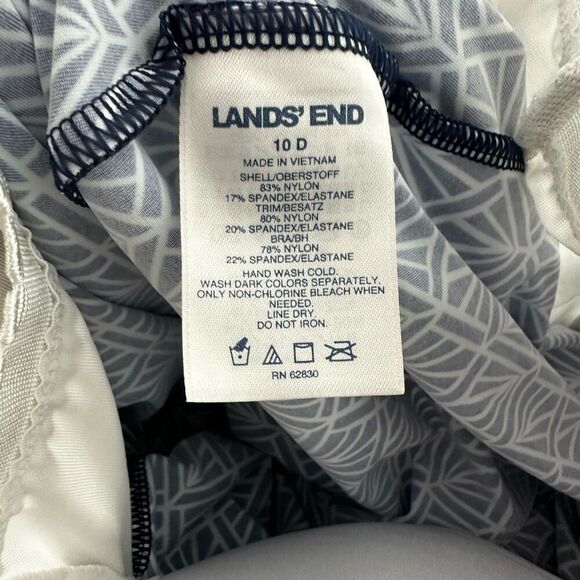 LANDS' END
10 D
MADE IN VIETNAM
SHELL/OBERSTOFF
83% NYLON
17% SPANDEX/ELASTANE
TRIM/BESATZ
80% NYLON
20% SPANDEX/ELASTANE
BRA/BH
78% NYLON
22% SPANDEX/ELASTANE
HAND WASH COLD.
WASH DARK COLORS SEPARATELY.
ONLY NON-CHLORINE BLEACH WHEN
NEEDED.
LINE DRY.
DO NOT IRON.
RN 62830